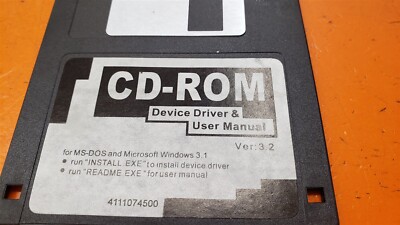 CD-ROM
Device Driver &
User Manual
Ver: 3.2
for MS-DOS and Microsoft Windows 3.1
• run "INSTALL.EXE" to install device driver
• run "README.EXE" for user manual
4111074500